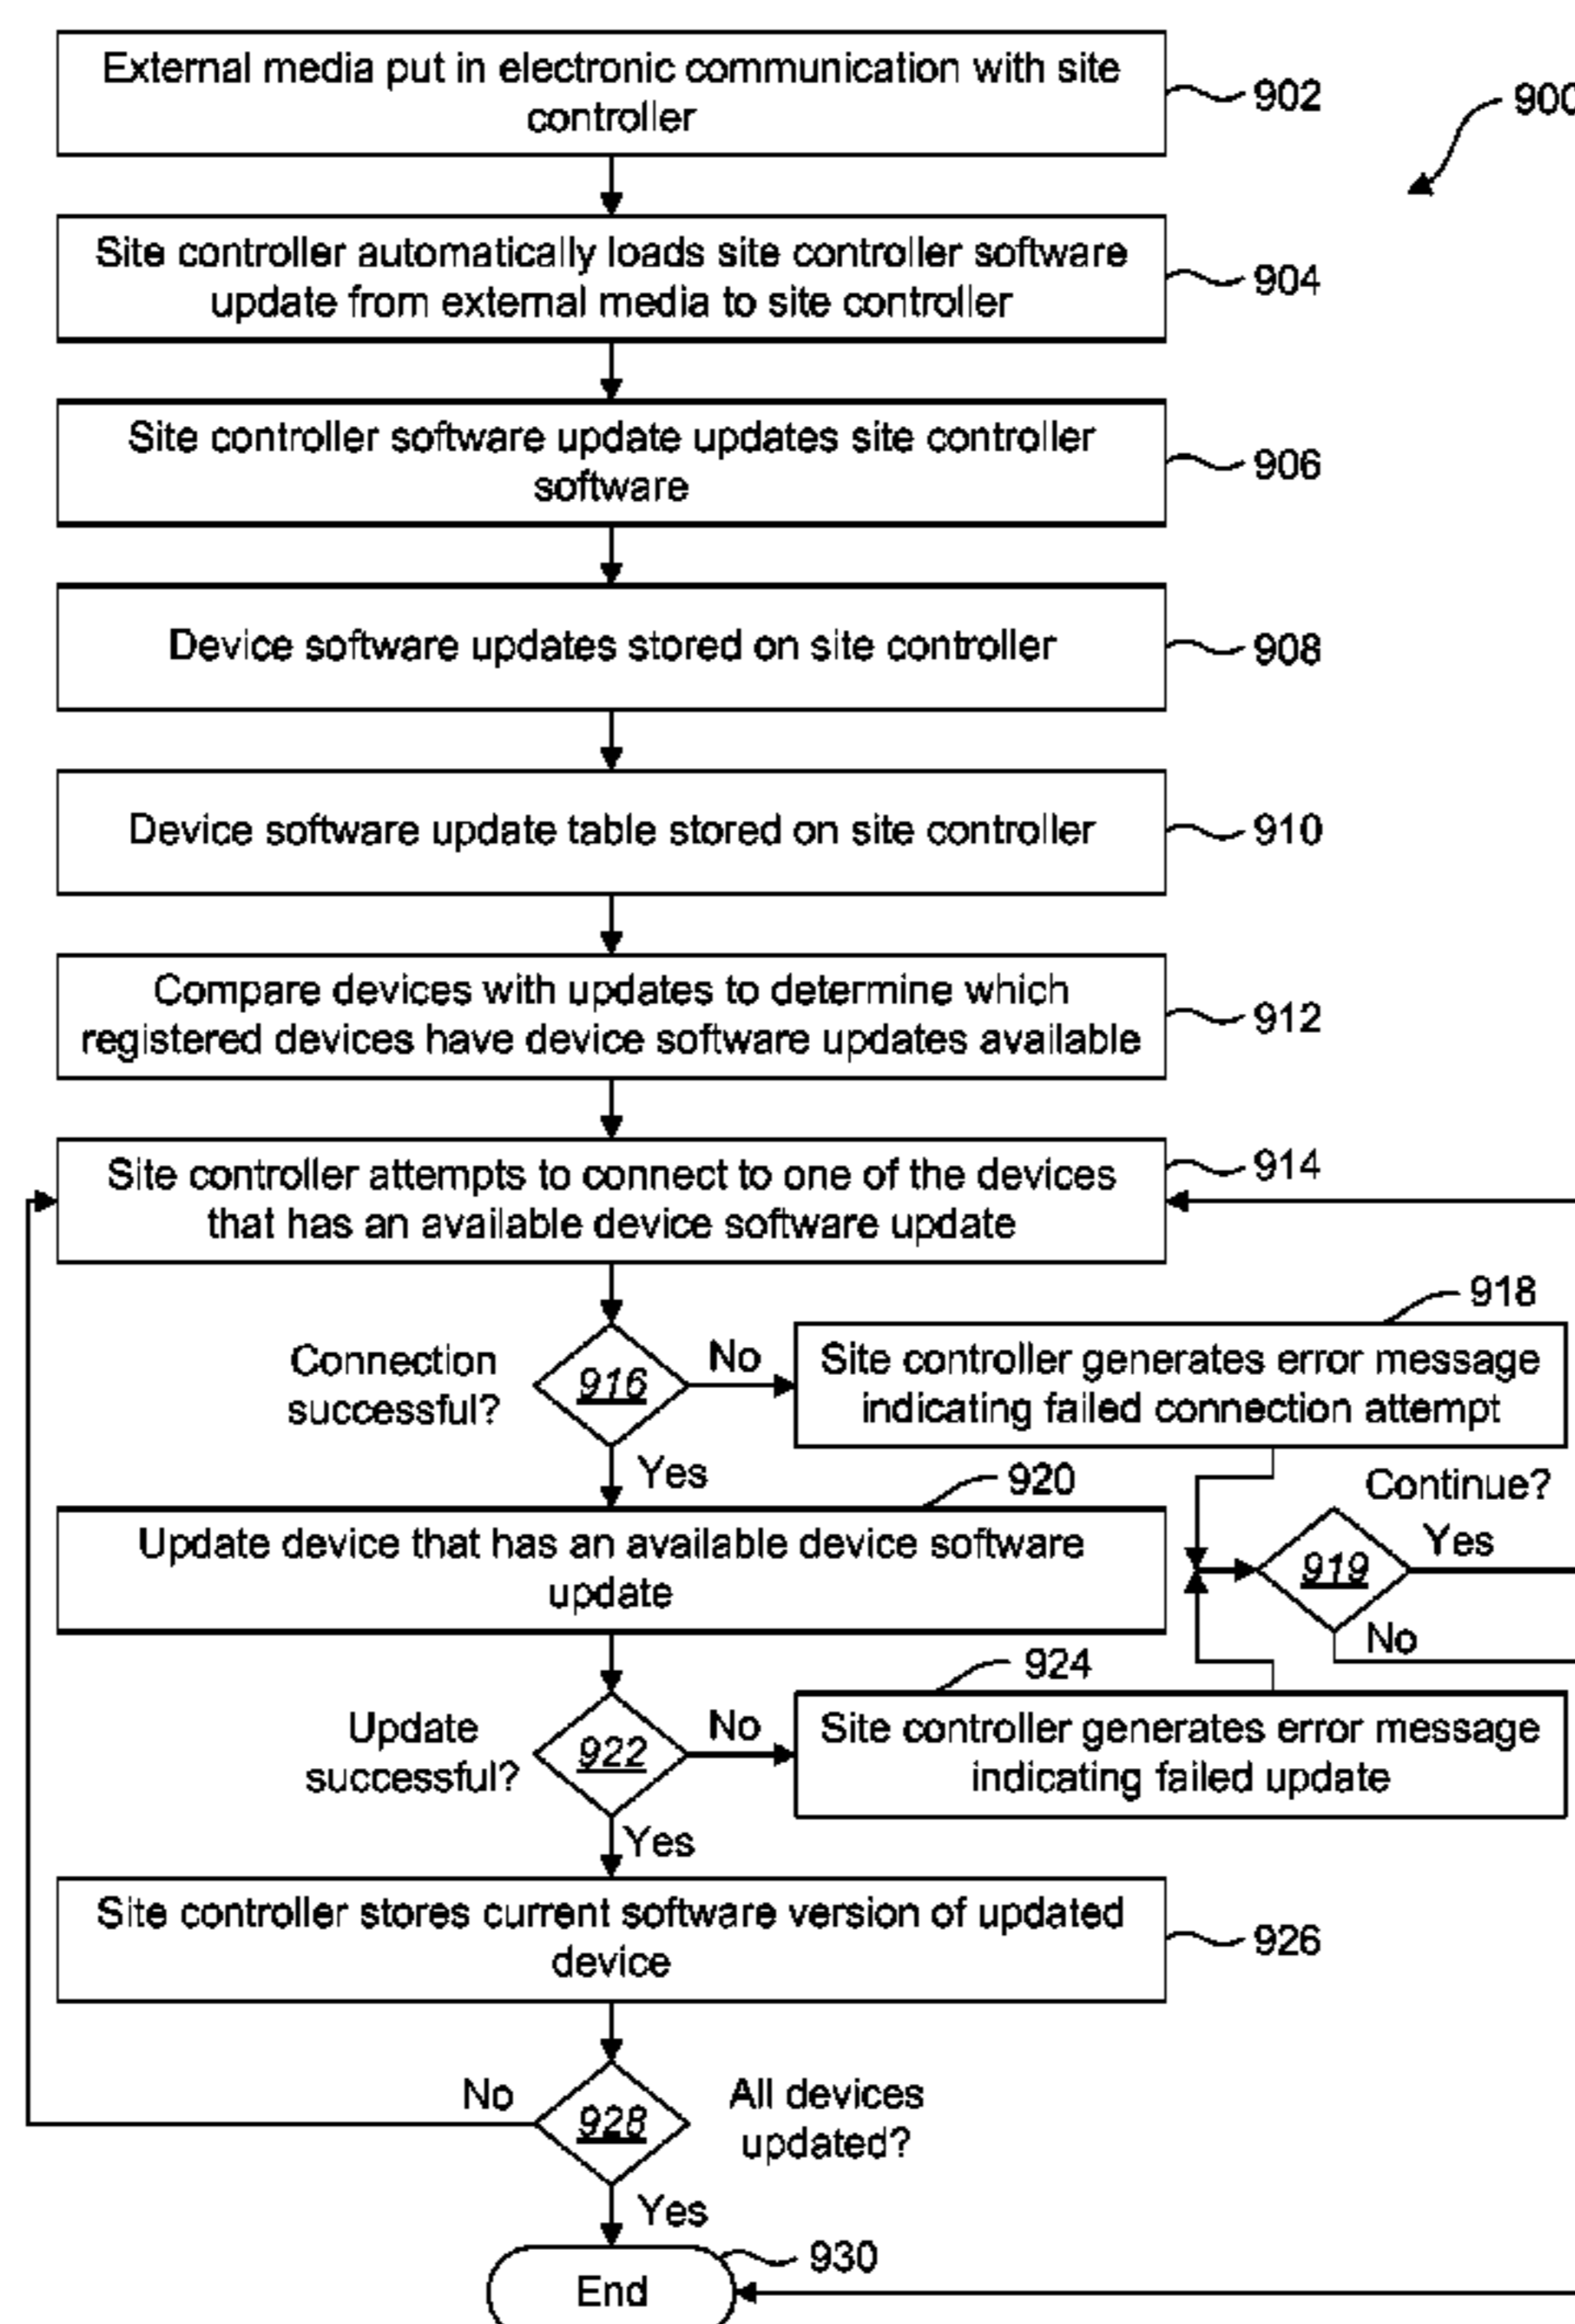 External media put in electronic communication with site
controller
902
900
Site controller automatically loads site controller software
update from external media to site controller
904
Site controller software update updates site controller
software
906
Device software updates stored on site controller
908
Device software update table stored on site controller
910
Compare devices with updates to determine which
registered devices have device software updates available
912
Site controller attempts to connect to one of the devices
that has an available device software update
914
918
Connection
successful?
916
No
Site controller generates error message
indicating failed connection attempt
Yes
920
Continue?
Update device that has an available device software
update
919
Yes
No
924
Update
successful?
922
No
Site controller generates error message
indicating failed update
Yes
Site controller stores current software version of updated
device
926
No
928
All devices
updated?
Yes
930
End